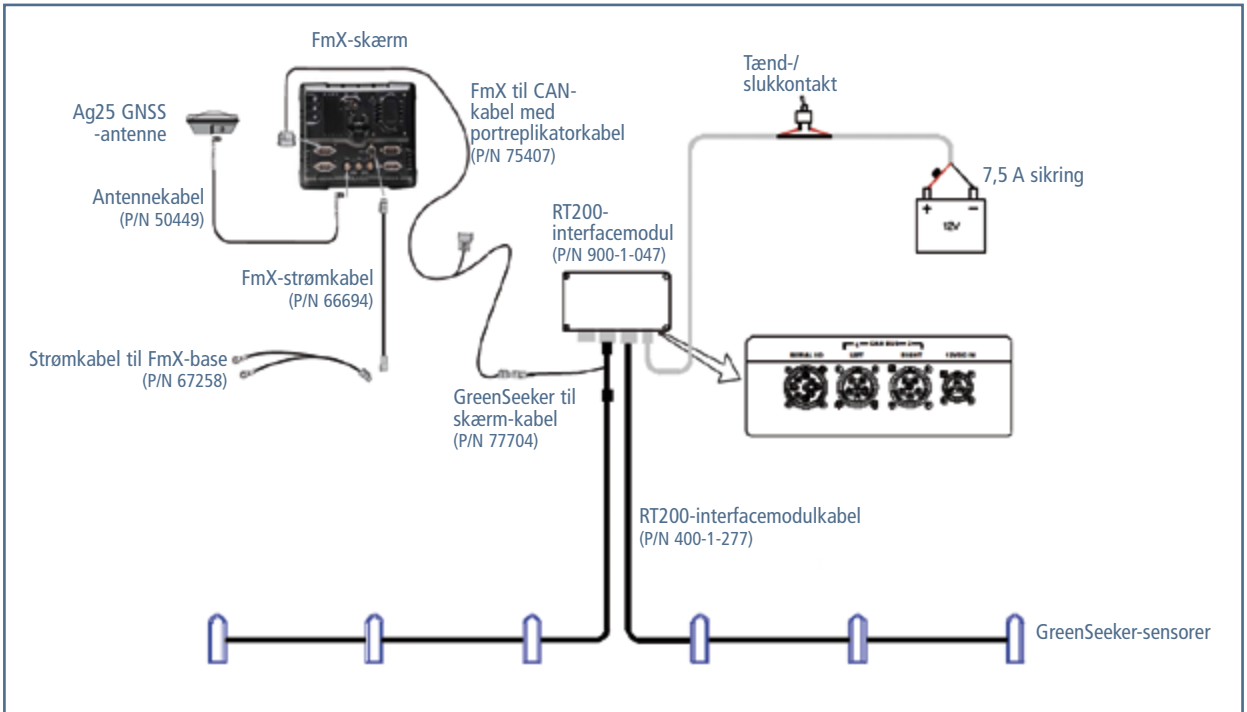 FmX-skærm
Ag25 GNSS
-antenne
Antennekabel
(P/N 50449)
FmX-strømkabel
(P/N 66694)
Strømkabel til FmX-base
(P/N 67258)
FmX til CAN-
kabel med
portreplikatorkabel
(P/N 75407)
RT200-
interfacemodul
(P/N 900-1-047)
Tænd-/
slukkontakt
7,5 A sikring
+ −
12V
SERIAL I/O LEFT RIGHT 12VDC IN
GreenSeeker til
skærm-kabel
(P/N 77704)
RT200-interfacemodulkabel
(P/N 400-1-277)
GreenSeeker-sensorer